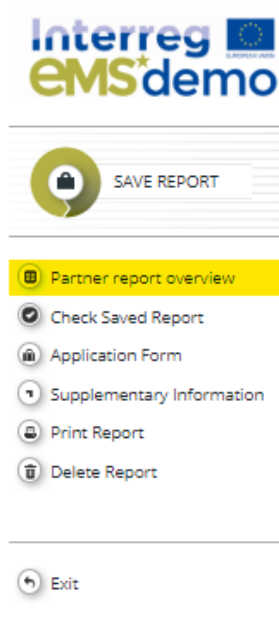 Interreg
EUROPEAN UNION
eMS demo
SAVE REPORT
Partner report overview
Check Saved Report
Application Form
Supplementary Information
Print Report
Delete Report
Exit